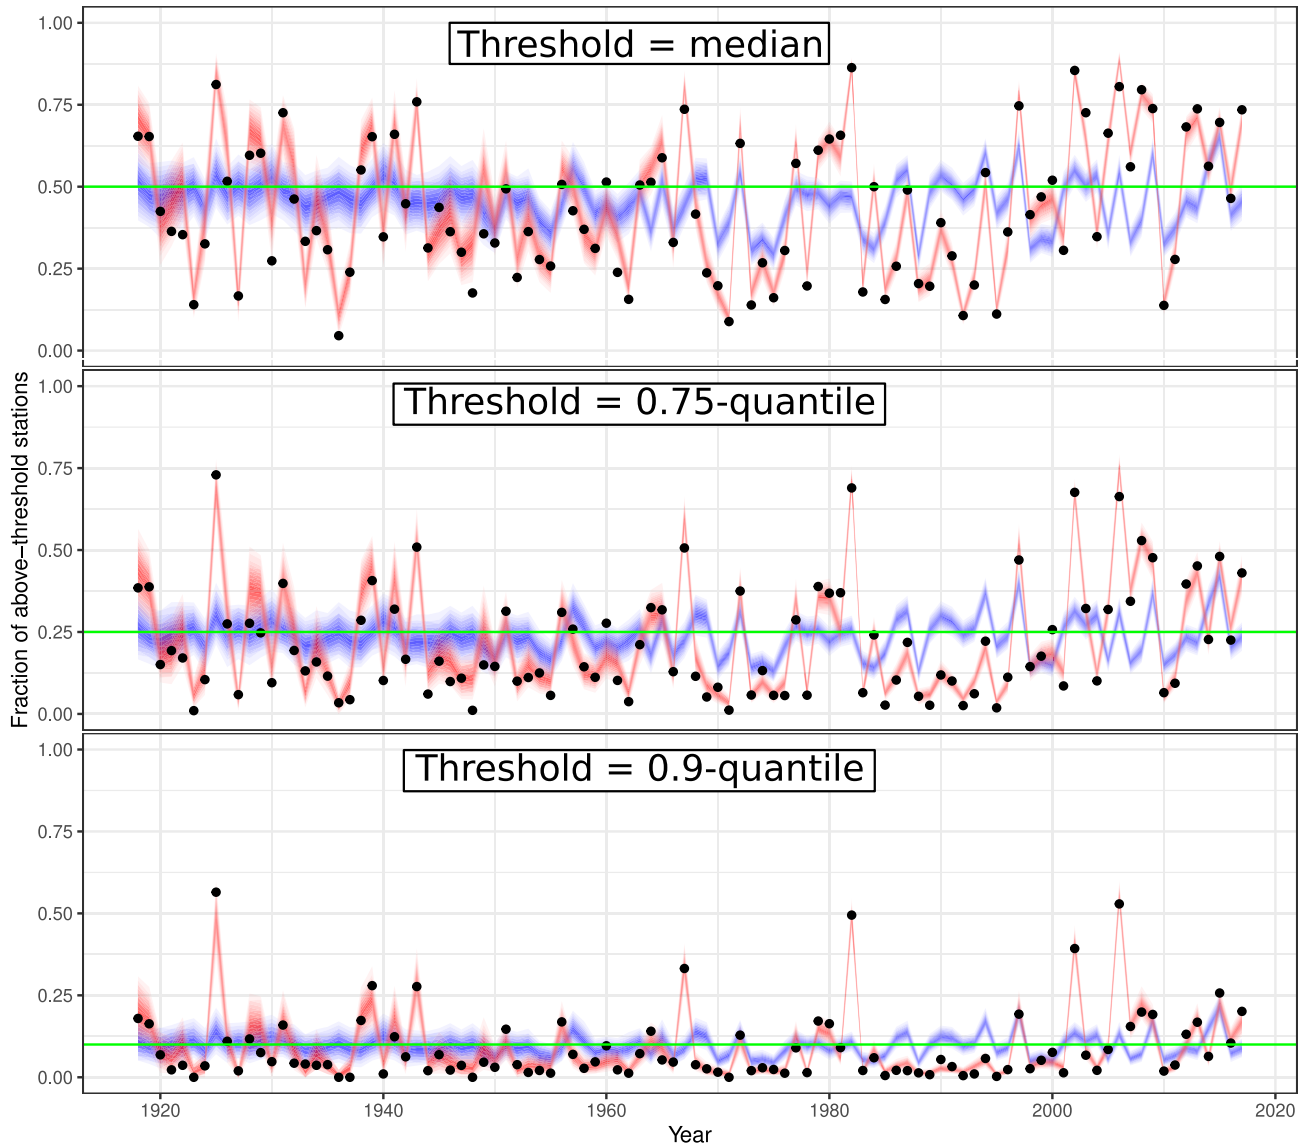 Threshold = median
1.00
0.75
0.50
0.25
0.00
Fraction of above−threshold stations
Threshold = 0.75-quantile
1.00
0.75
0.50
0.25
0.00
Threshold = 0.9-quantile
1.00
0.75
0.50
0.25
0.00
1920 1940 1960 1980 2000 2020
Year